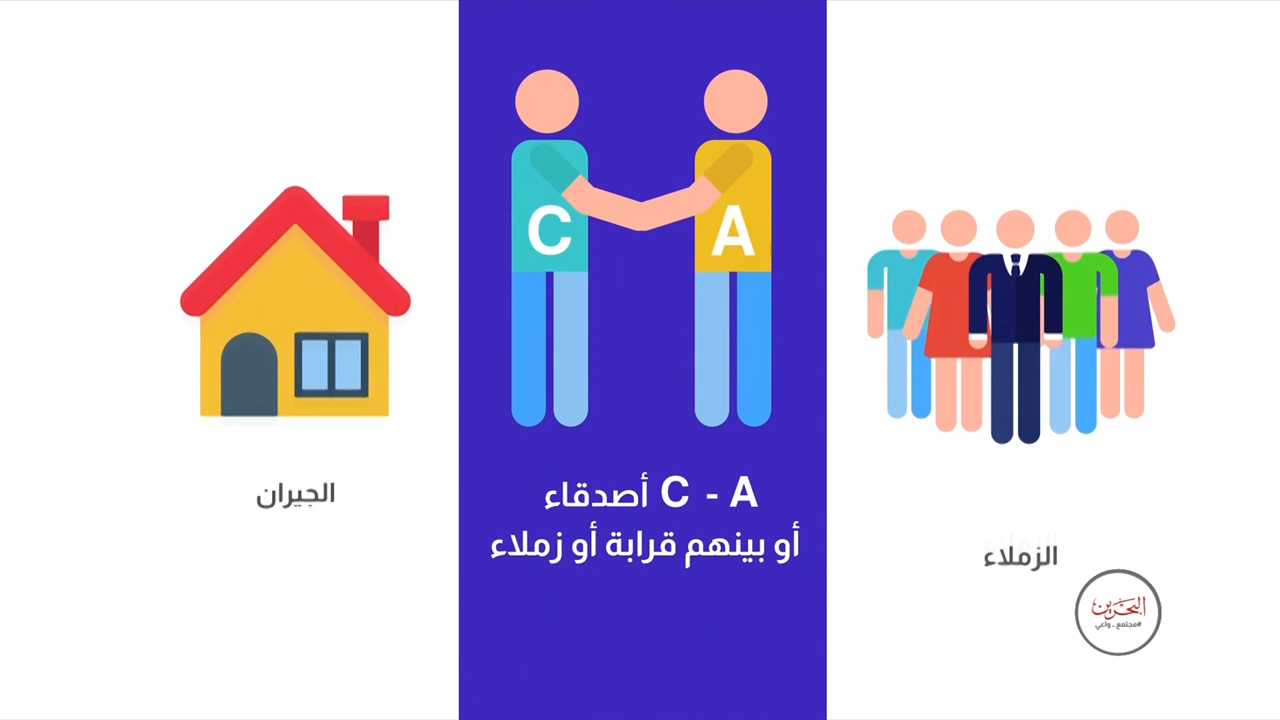 C
A
C - A أصدقاء
أو بينهم قرابة أو زملاء
الزملاء
الجيران
البحرين
#مجتمع_واعي